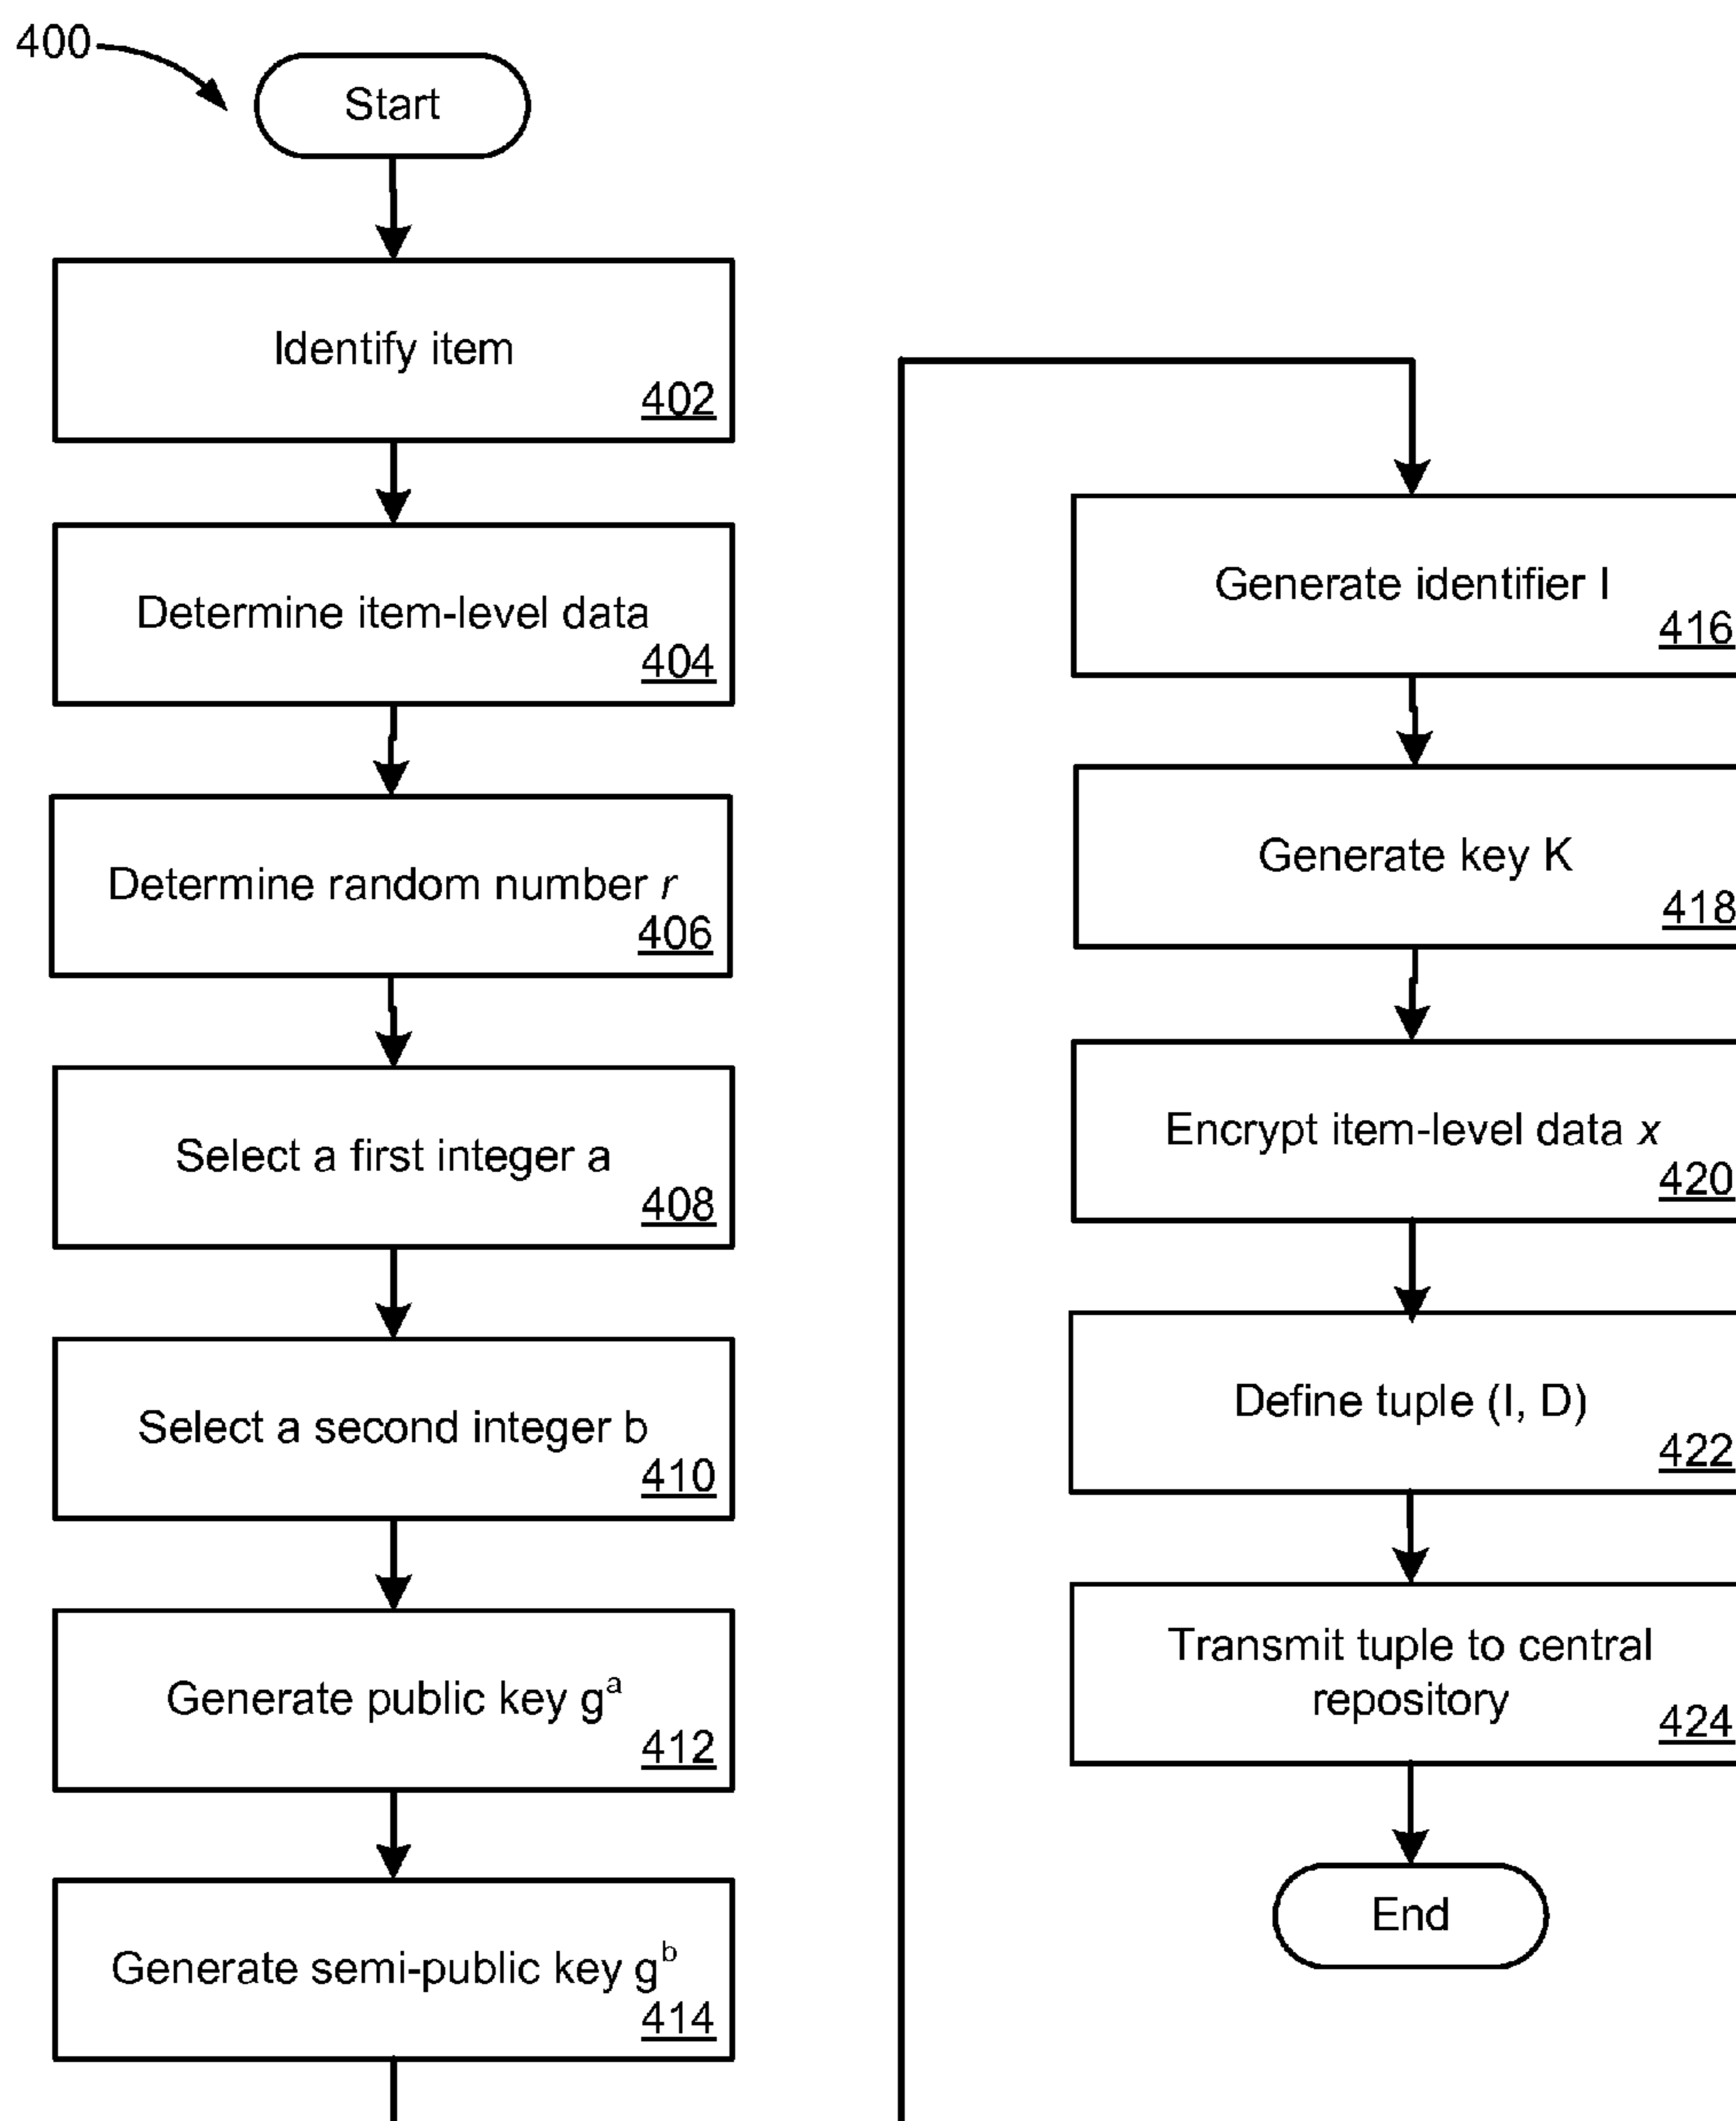 400
Start
Identify item
402
Determine item-level data
404
Determine random number r
406
Select a first integer a
408
Select a second integer b
410
Generate public key gᵃ
412
Generate semi-public key gᵇ
414
Generate identifier I
416
Generate key K
418
Encrypt item-level data x
420
Define tuple (I, D)
422
Transmit tuple to central
repository
424
End